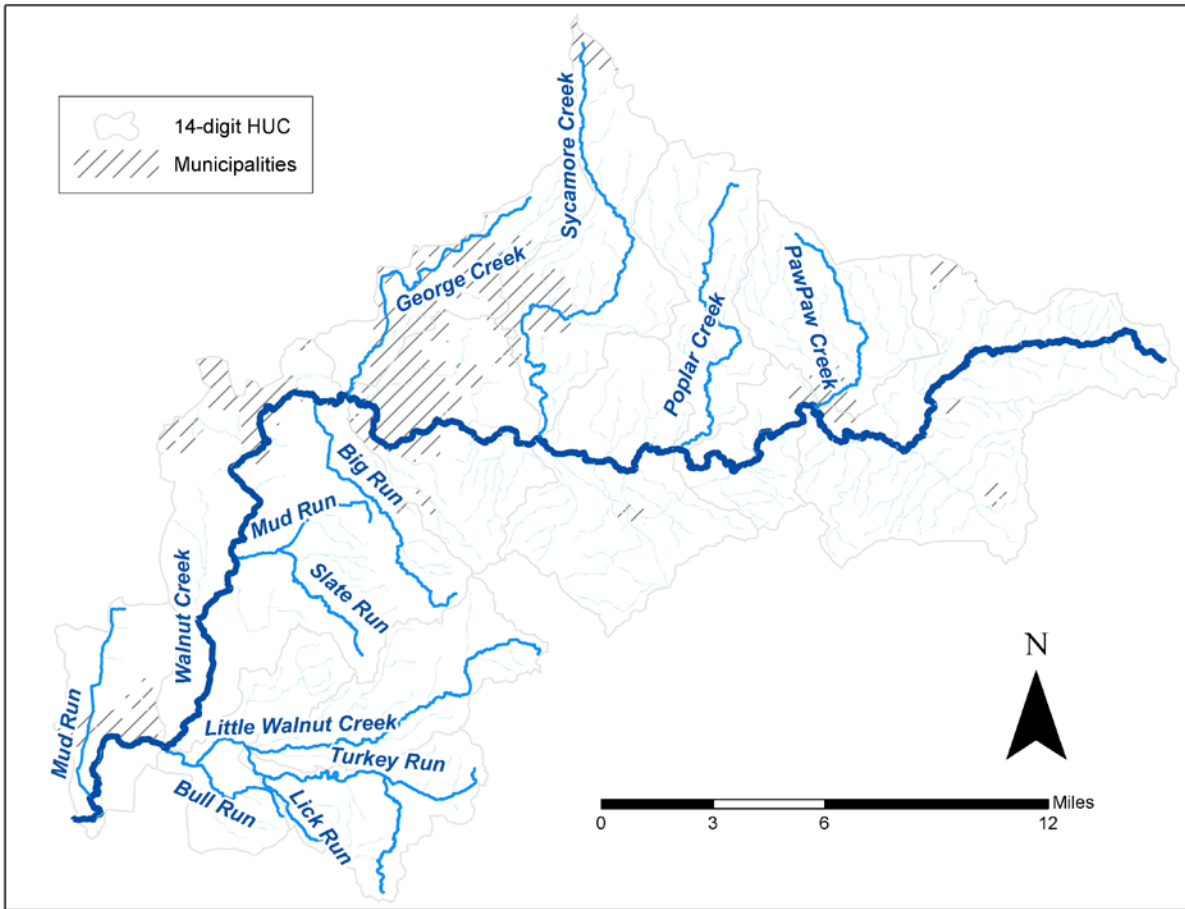 14-digit HUC
Municipalities
Sycamore Creek
George Creek
PawPaw Creek
Poplar Creek
Big Run
Mud Run
Slate Run
Walnut Creek
Mud Run
Little Walnut Creek
Turkey Run
Bull Run
Lick Run
N
Miles
0 3 6 12